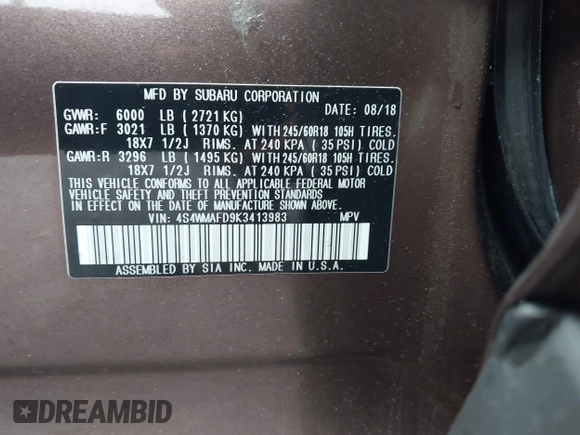 MFD BY SUBARU CORPORATION
GVWR: 6000 LB ( 2721 KG) DATE: 08/18
GAWR:F 3021 LB ( 1370 KG) WITH 245/60R18 105H TIRES.
18X7 1/2J RIMS. AT 240 KPA ( 35 PSI) COLD
GAWR:R 3296 LB ( 1495 KG) WITH 245/60R18 105H TIRES.
18X7 1/2J RIMS. AT 240 KPA ( 35 PSI) COLD
THIS VEHICLE CONFORMS TO ALL APPLICABLE FEDERAL MOTOR
VEHICLE SAFETY AND THEFT PREVENTION STANDARDS
IN EFFECT ON THE DATE OF MANUFACTURE SHOWN ABOVE.
VIN: 4S4WMAFD9K3413983 MPV
ASSEMBLED BY SIA INC. MADE IN U.S.A.
DREAMBID